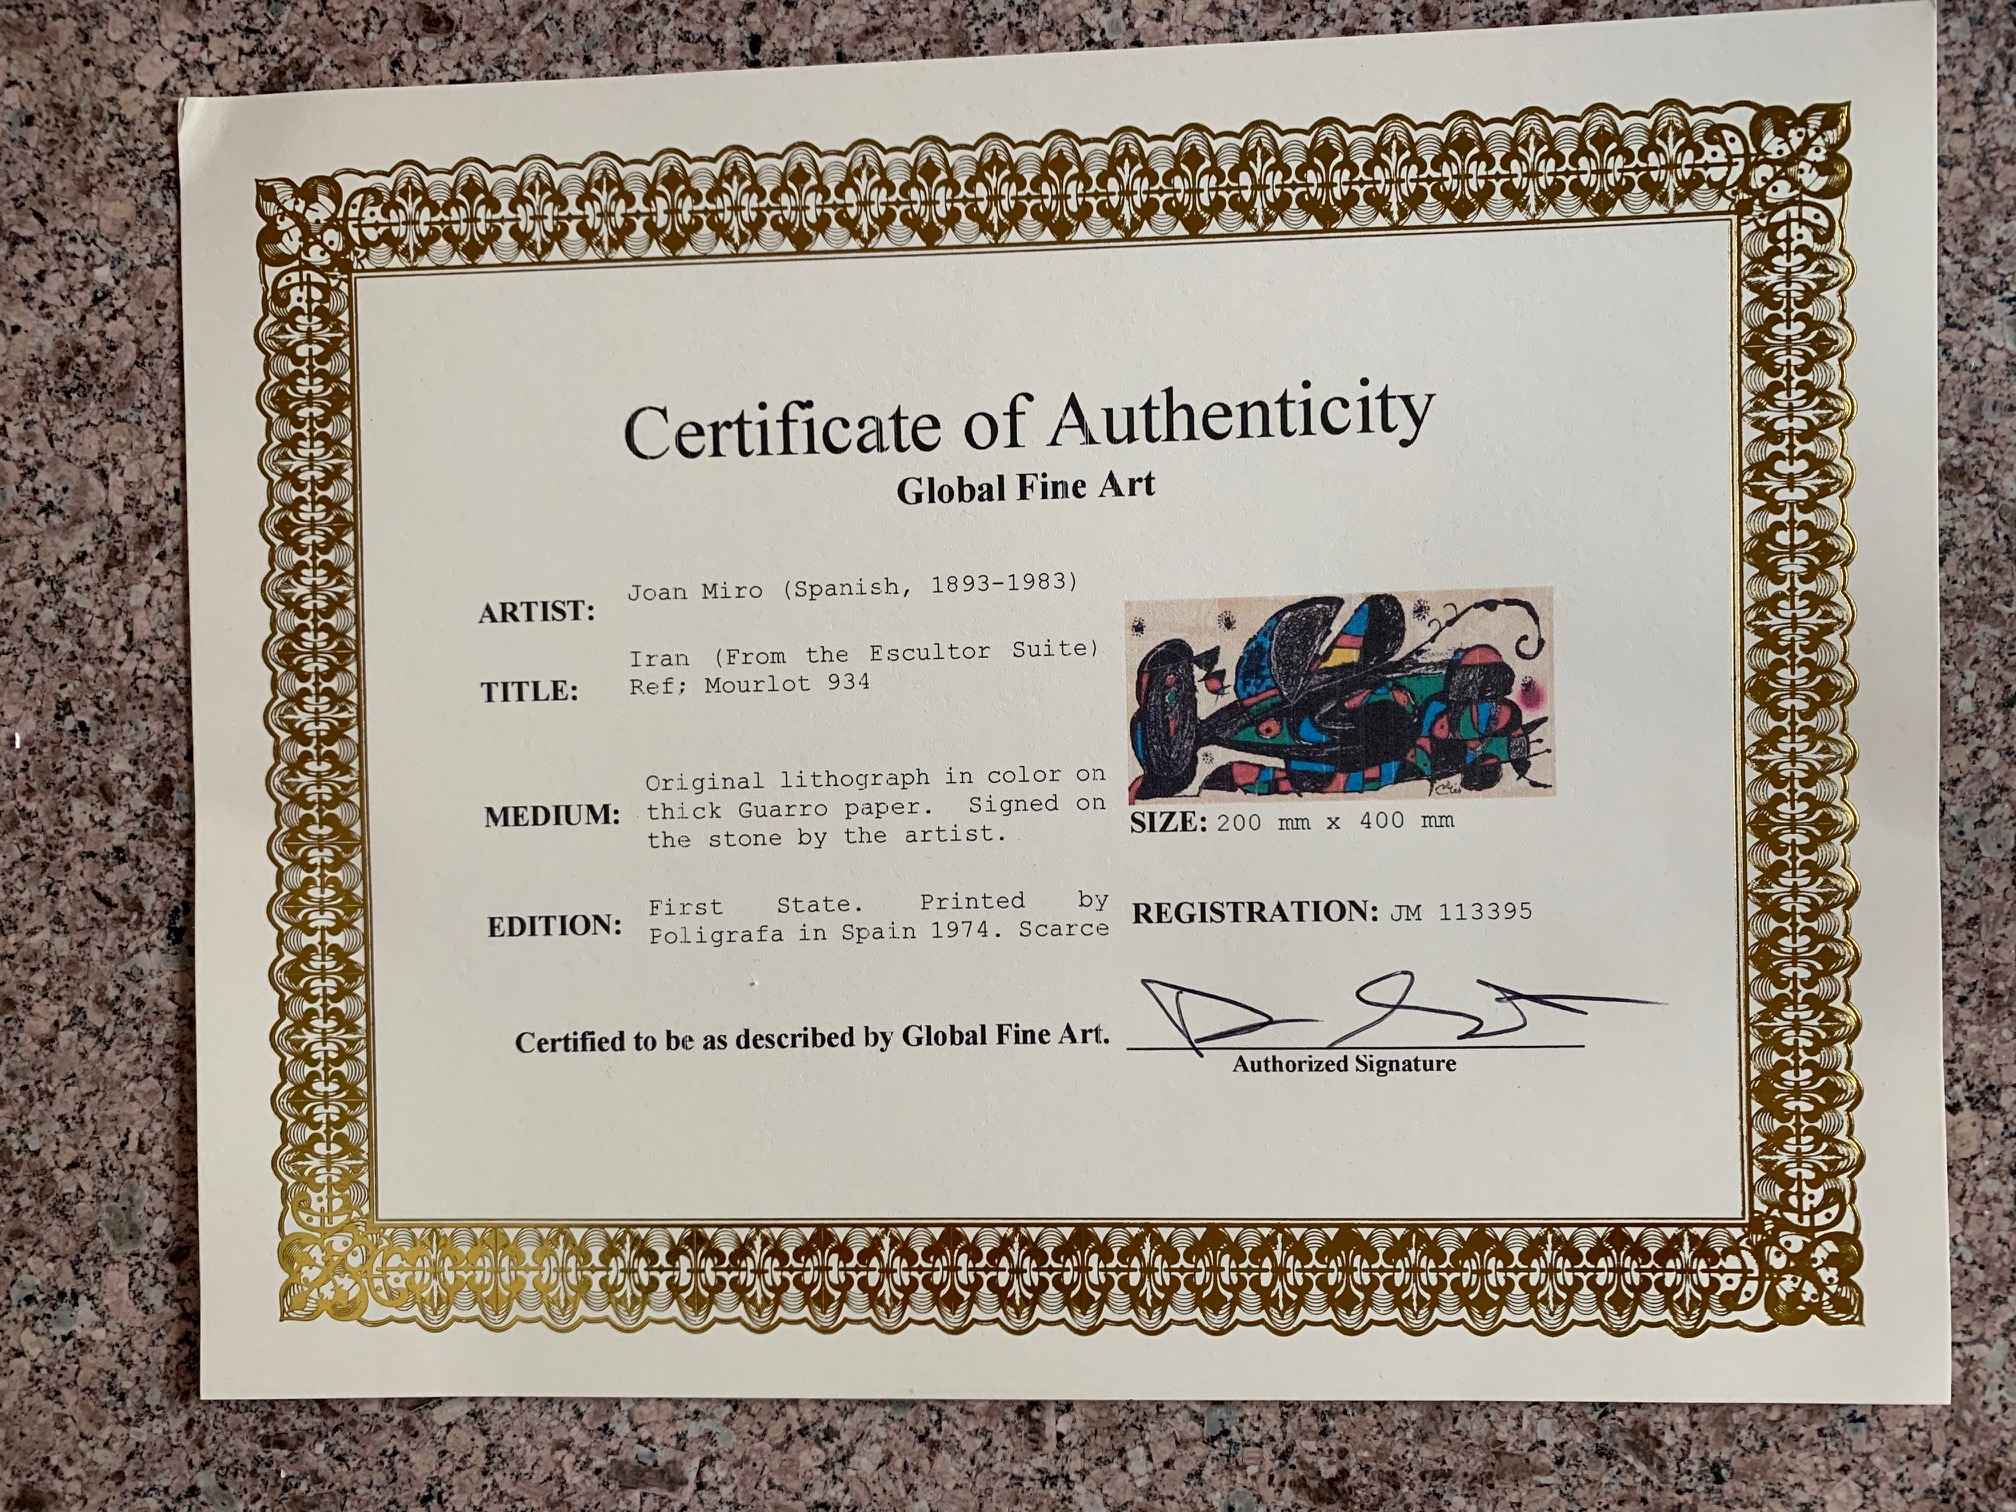 Certificate of Authenticity
Global Fine Art
ARTIST: Joan Miro (Spanish, 1893-1983)
TITLE: Iran (From the Escultor Suite)
Ref; Mourlot 934
MEDIUM: Original lithograph in color on
thick Guarro paper. Signed on
the stone by the artist.
SIZE: 200 mm x 400 mm
EDITION: First State. Printed by
Poligrafa in Spain 1974. Scarce
REGISTRATION: JM 113395
Certified to be as described by Global Fine Art.
Authorized Signature